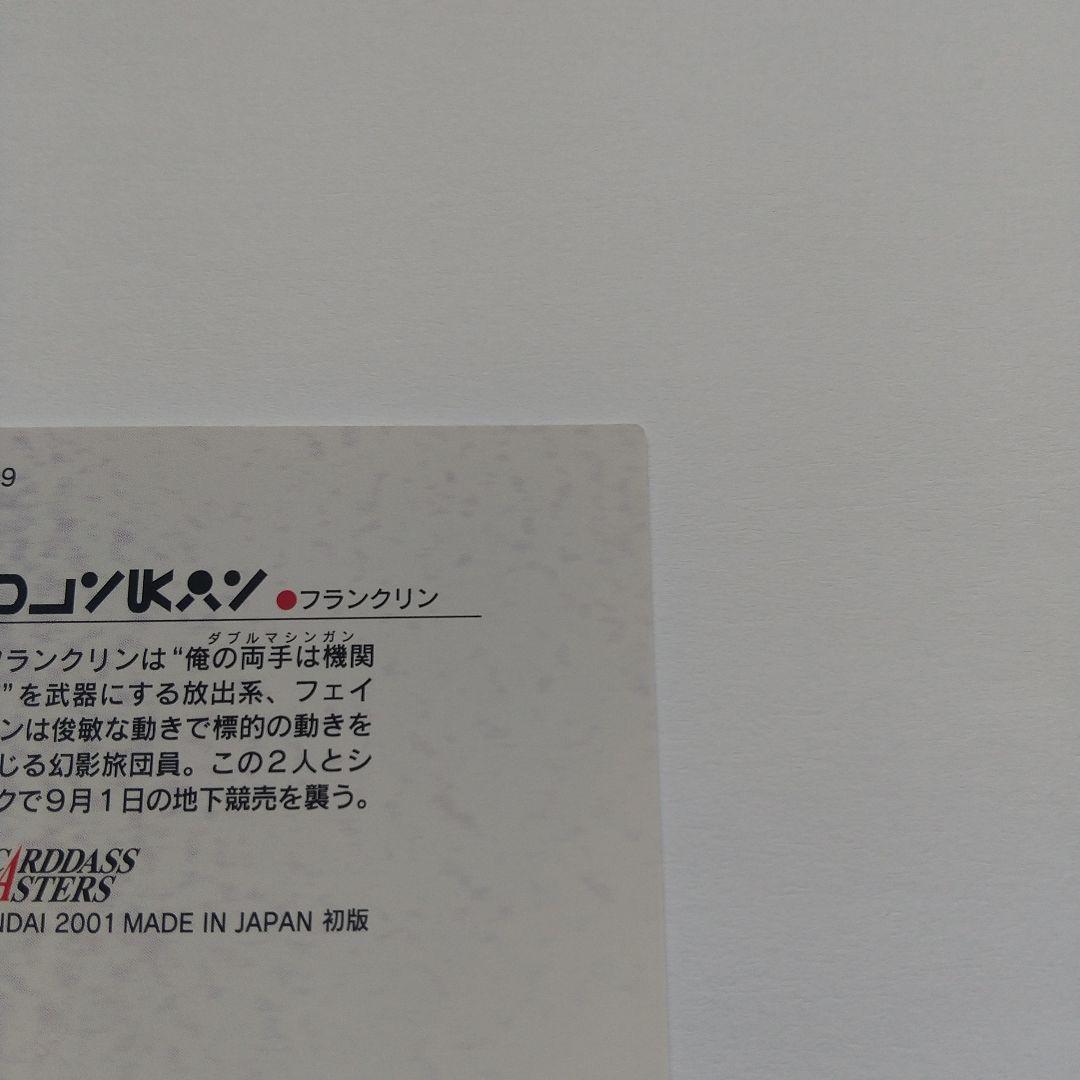 9
●フランクリン
ダブルマシンガン
フランクリンは“俺の両手は機関
”を武器にする放出系、フェイ
ンは俊敏な動きで標的の動きを
じる幻影旅団員。この2人とシ
クで9月1日の地下競売を襲う。
CARDDASS
MASTERS
NDAI 2001 MADE IN JAPAN 初版